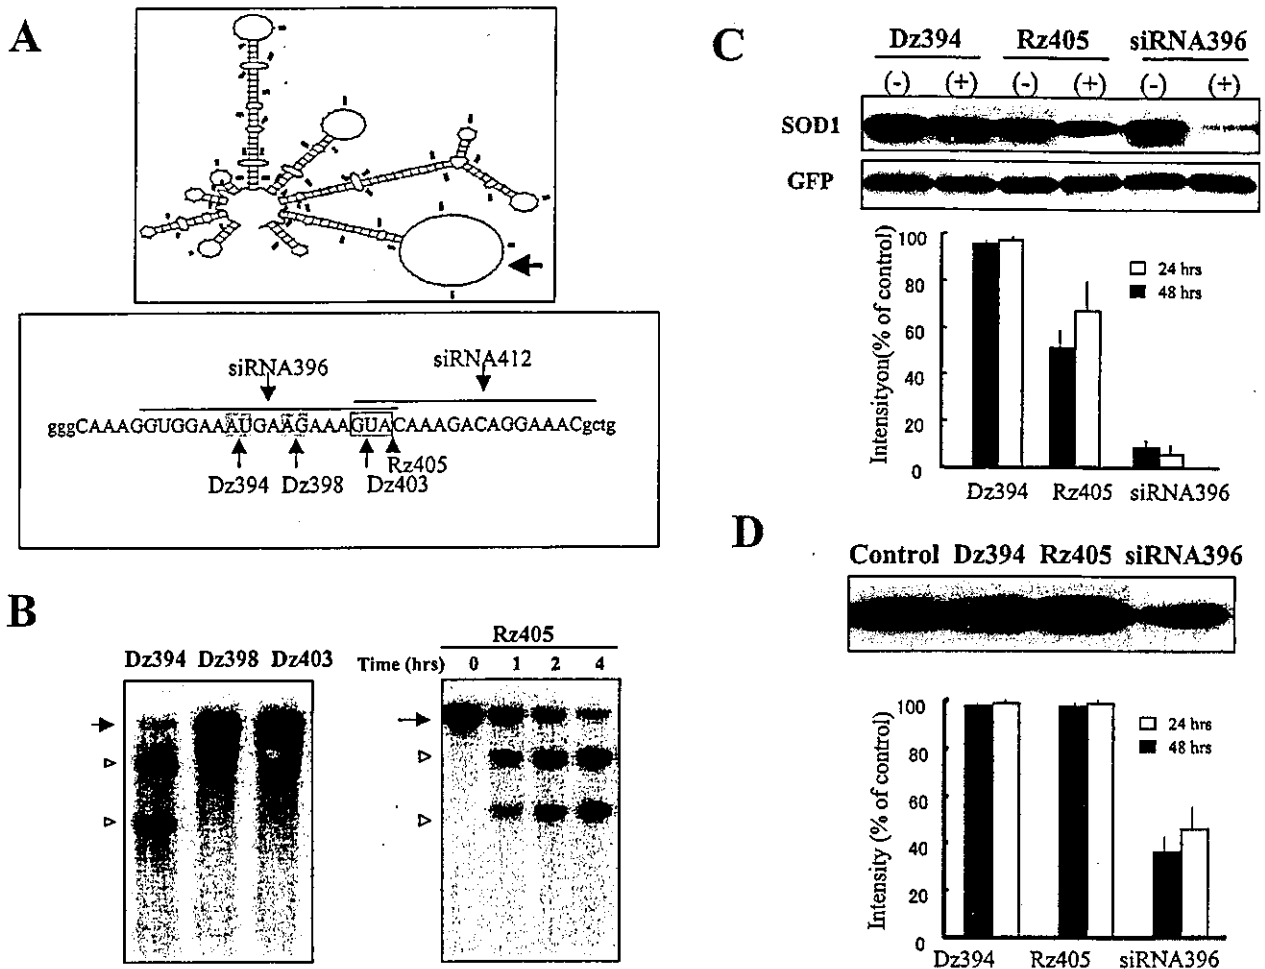 A
siRNA396
siRNA412
gggCAAAGGUGGAAAUGAAGAAAGUACAAAGACAGGAAACgctg
Rz405
Dz394 Dz398 Dz403
B
Dz394 Dz398 Dz403
Rz405
Time (hrs) 0 1 2 4
C
Dz394 Rz405 siRNA396
(-) (+) (-) (+) (-) (+)
SOD1
GFP
Intensityon(% of control)
100
80
60
40
20
0
24 hrs
48 hrs
Dz394 Rz405 siRNA396
D
Control Dz394 Rz405 siRNA396
Intensity (% of control)
100
80
60
40
20
0
24 hrs
48 hrs
Dz394 Rz405 siRNA396